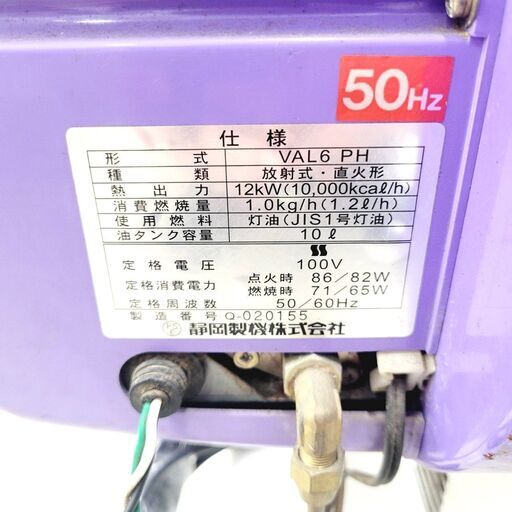 50Hz
仕様
形式 VAL6 PH
種類 放射式・直火形
熱出力 12kW(10,000kcal/h)
消費燃焼量 1.0kg/h(1.2ℓ/h)
使用燃料 灯油(JIS1号灯油)
油タンク容量 10ℓ
定格電圧 100V
定格消費電力 点火時 86/82W
燃焼時 71/65W
定格周波数 50/60Hz
製造番号 Q-020155
静岡製機株式会社